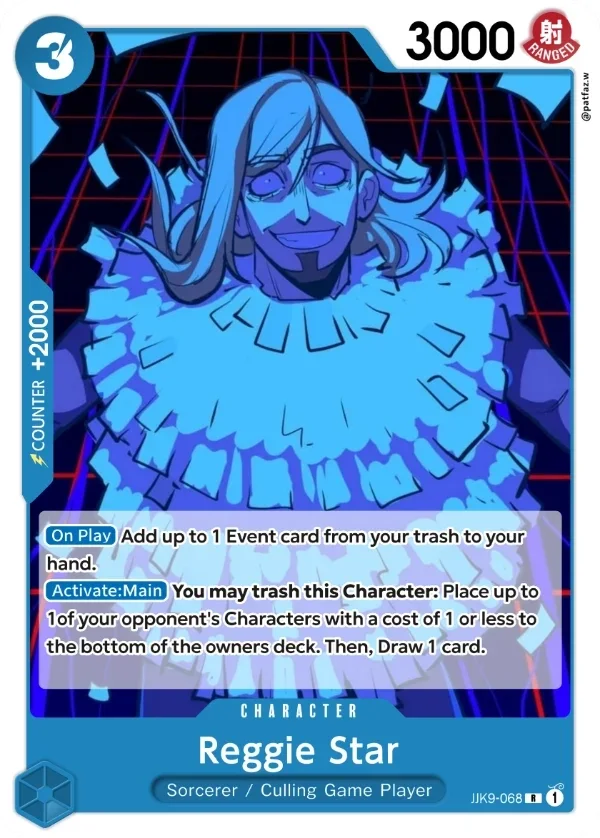 3
3000
射
RANGED
@patfaz.w
COUNTER +2000
On Play Add up to 1 Event card from your trash to your
hand.
Activate:Main You may trash this Character: Place up to
1of your opponent's Characters with a cost of 1 or less to
the bottom of the owners deck. Then, Draw 1 card.
CHARACTER
Reggie Star
Sorcerer / Culling Game Player
JJK9-068 R 1